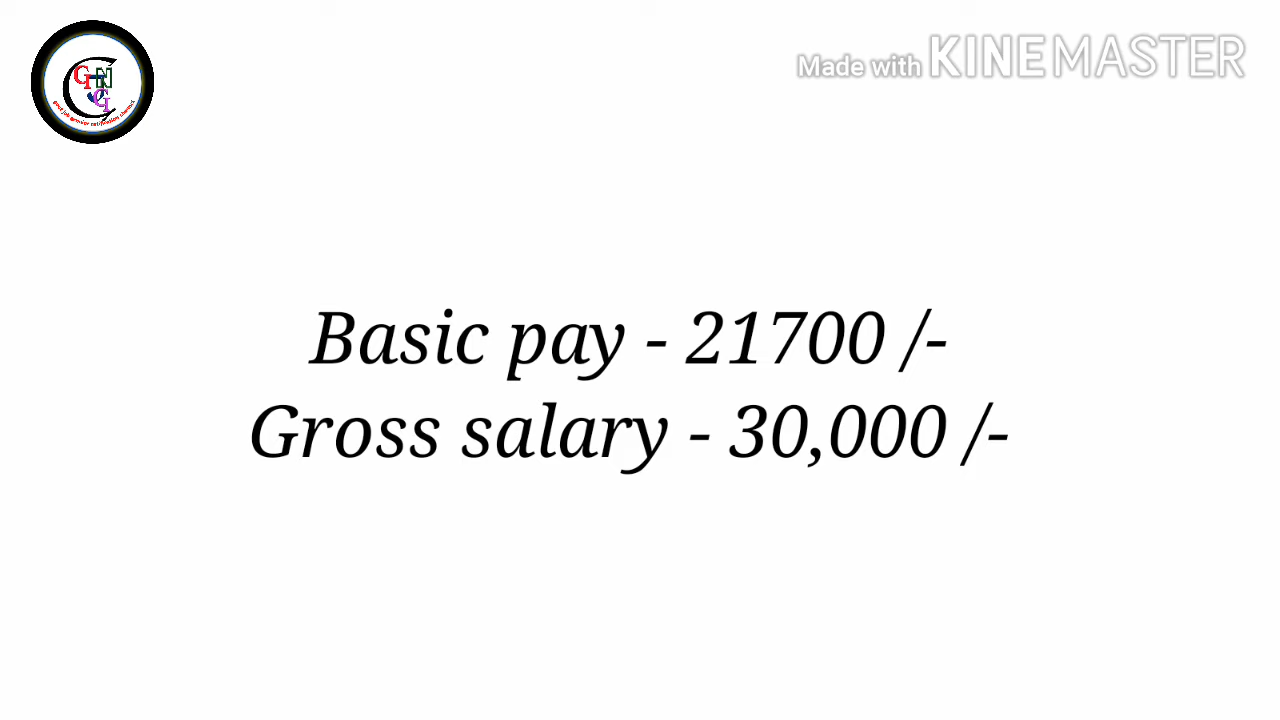 Made with KINEMASTER
Basic pay - 21700 /-
Gross salary - 30,000 /-